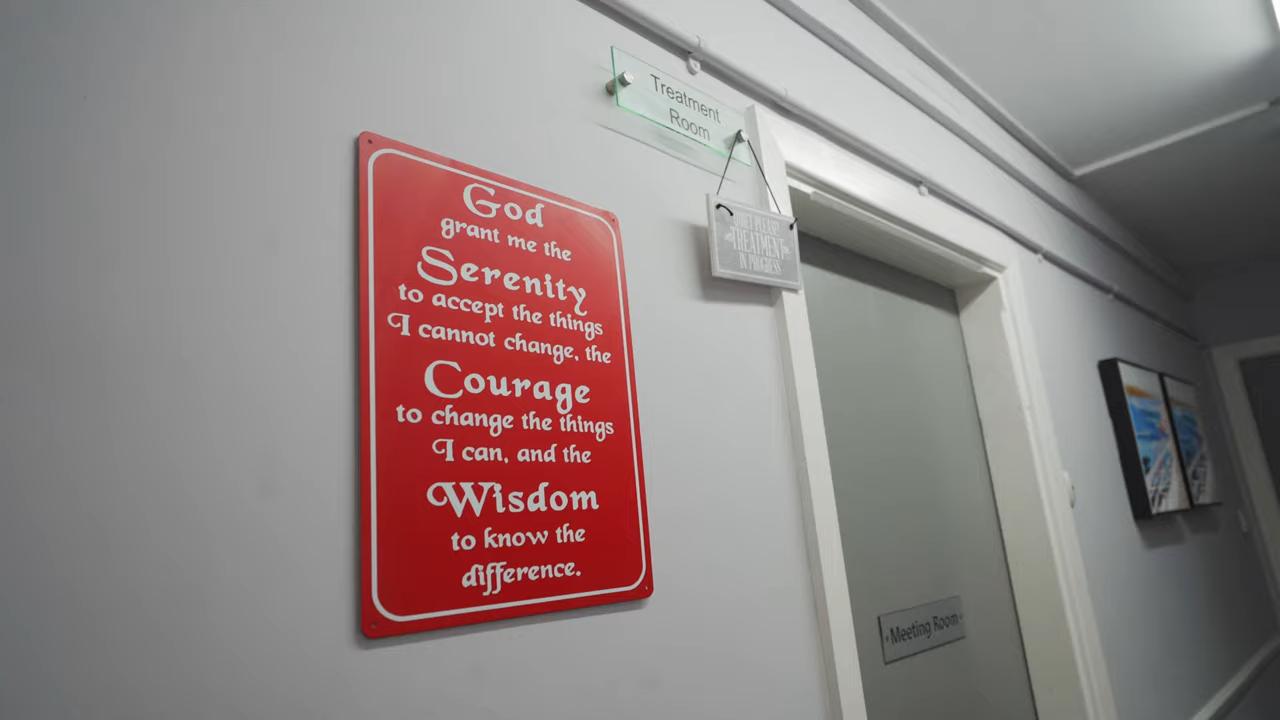 God
grant me the
Serenity
to accept the things
I cannot change, the
Courage
to change the things
I can, and the
Wisdom
to know the
difference.
Treatment
Room
QUIET PLEASE
TREATMENT
IN PROGRESS
Meeting Room